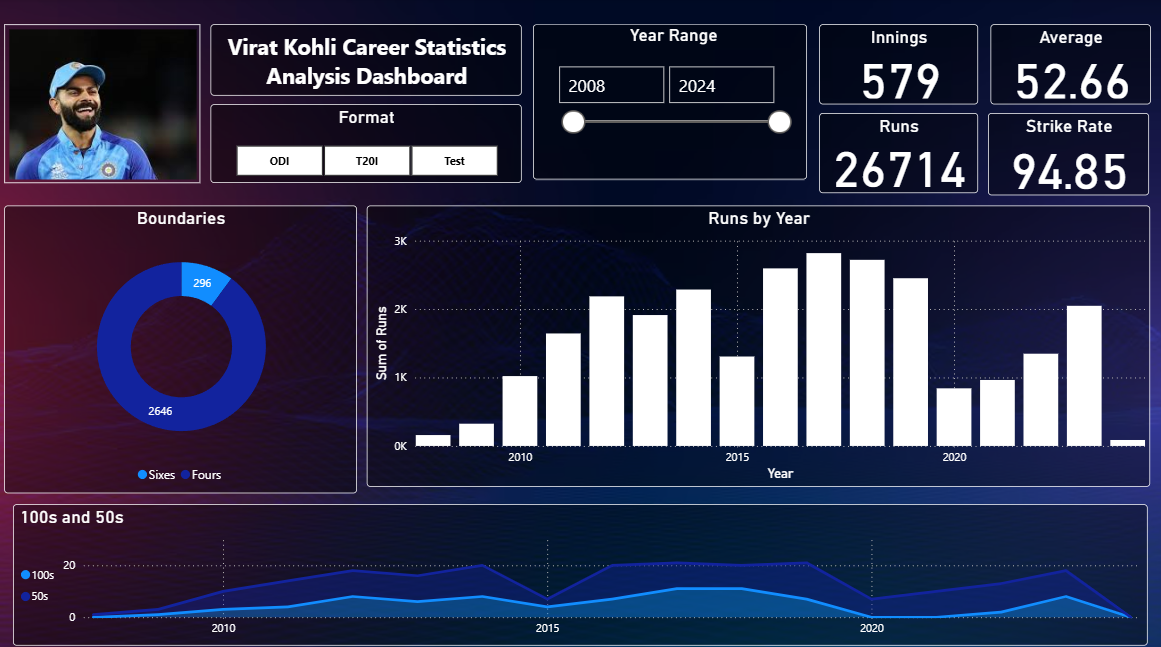 Virat Kohli Career Statistics
Analysis Dashboard
Format
ODI
T20I
Test
Year Range
2008
2024
Innings
579
Average
52.66
Runs
26714
Strike Rate
94.85
Boundaries
296
2646
Sixes
Fours
Runs by Year
Sum of Runs
3K
2K
1K
0K
2010
2015
2020
Year
100s and 50s
100s
50s
20
0
2010
2015
2020